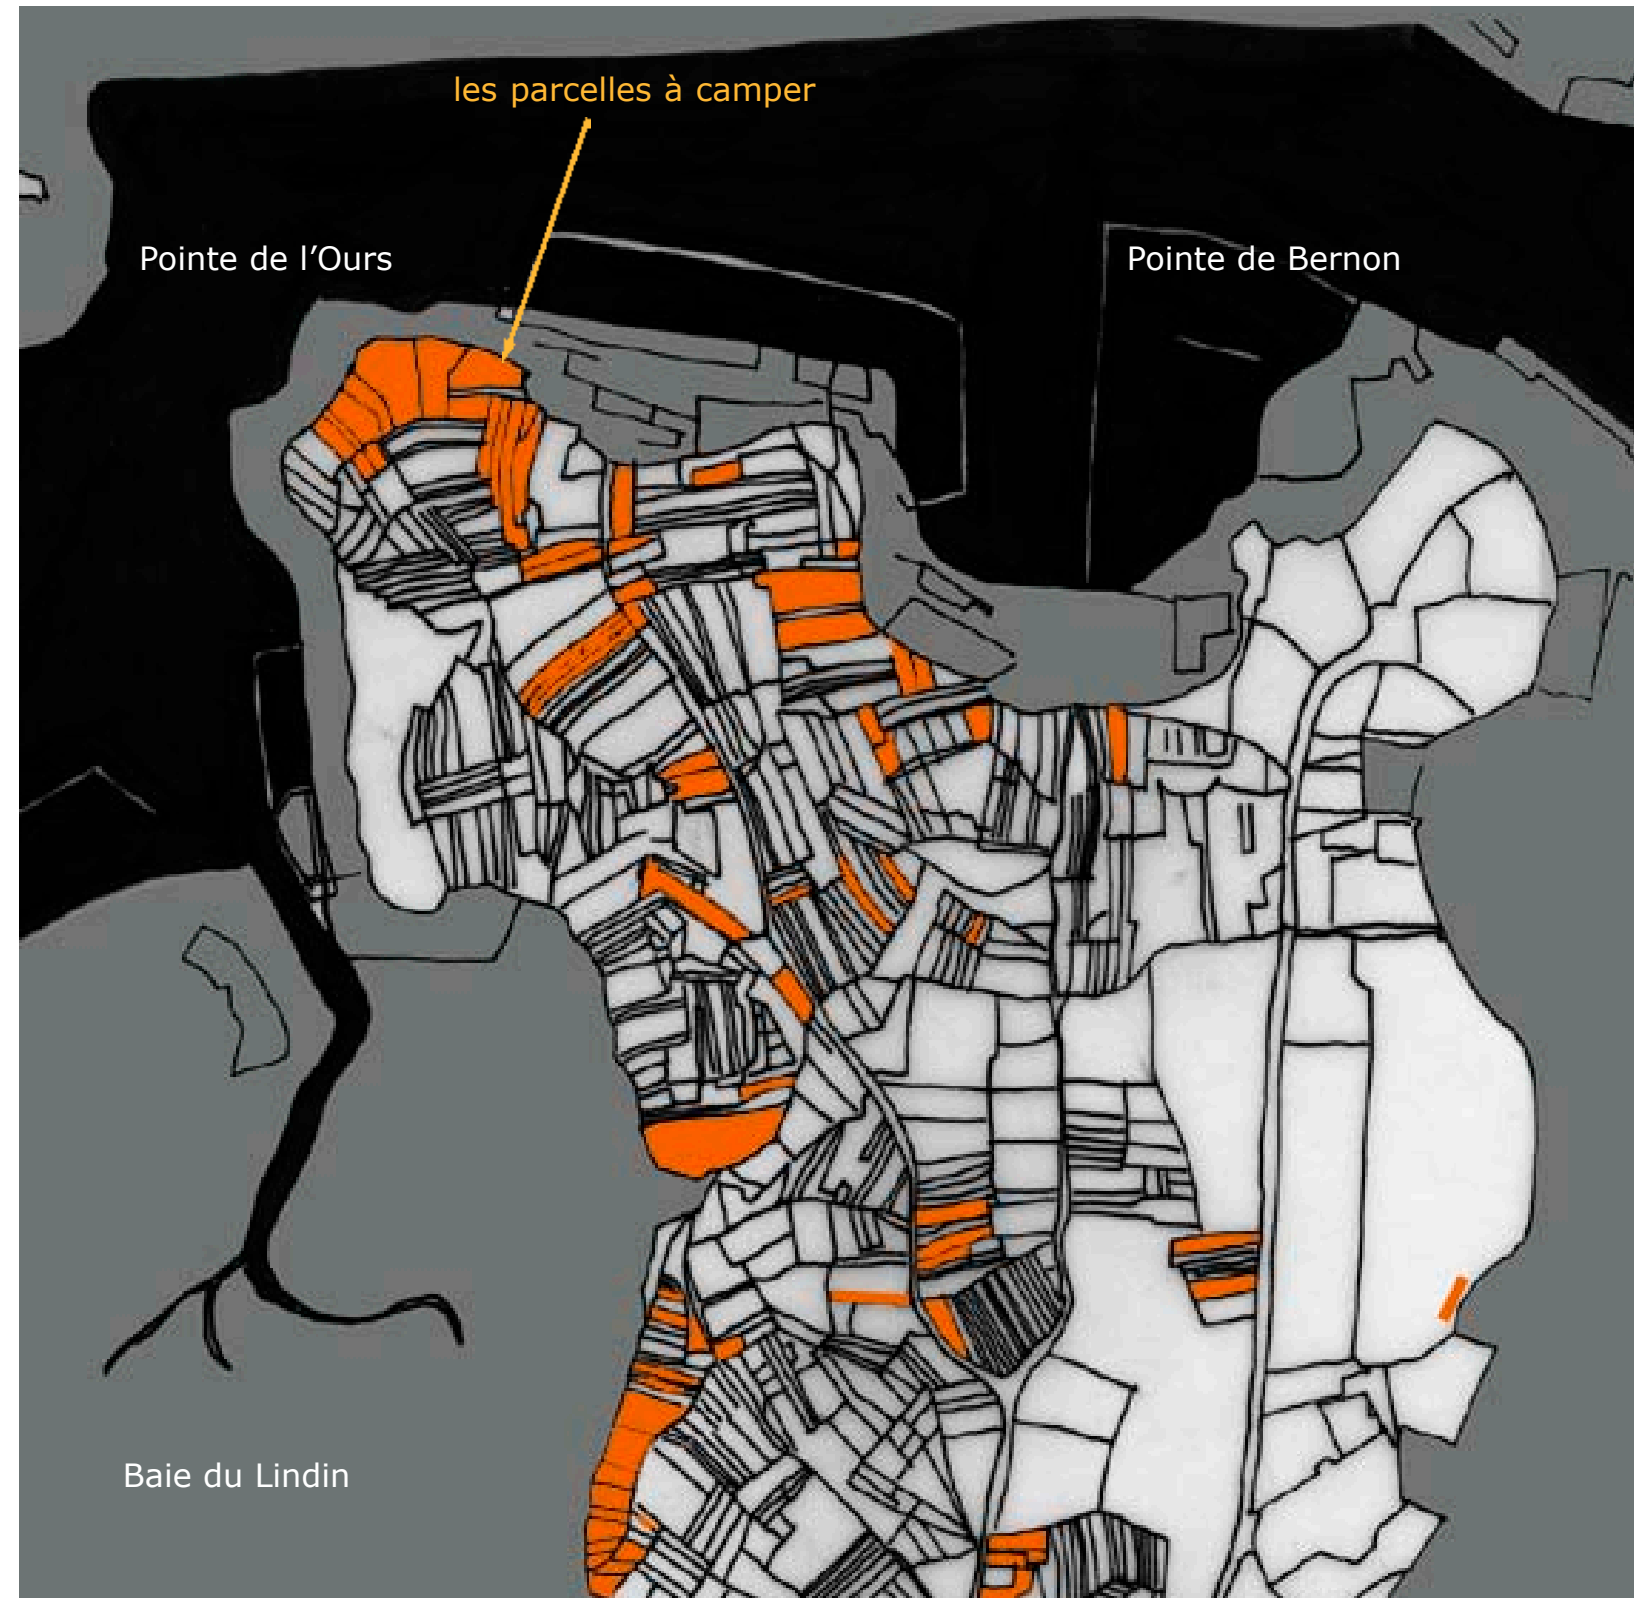 les parcelles à camper
Pointe de l’Ours
Pointe de Bernon
Baie du Lindin